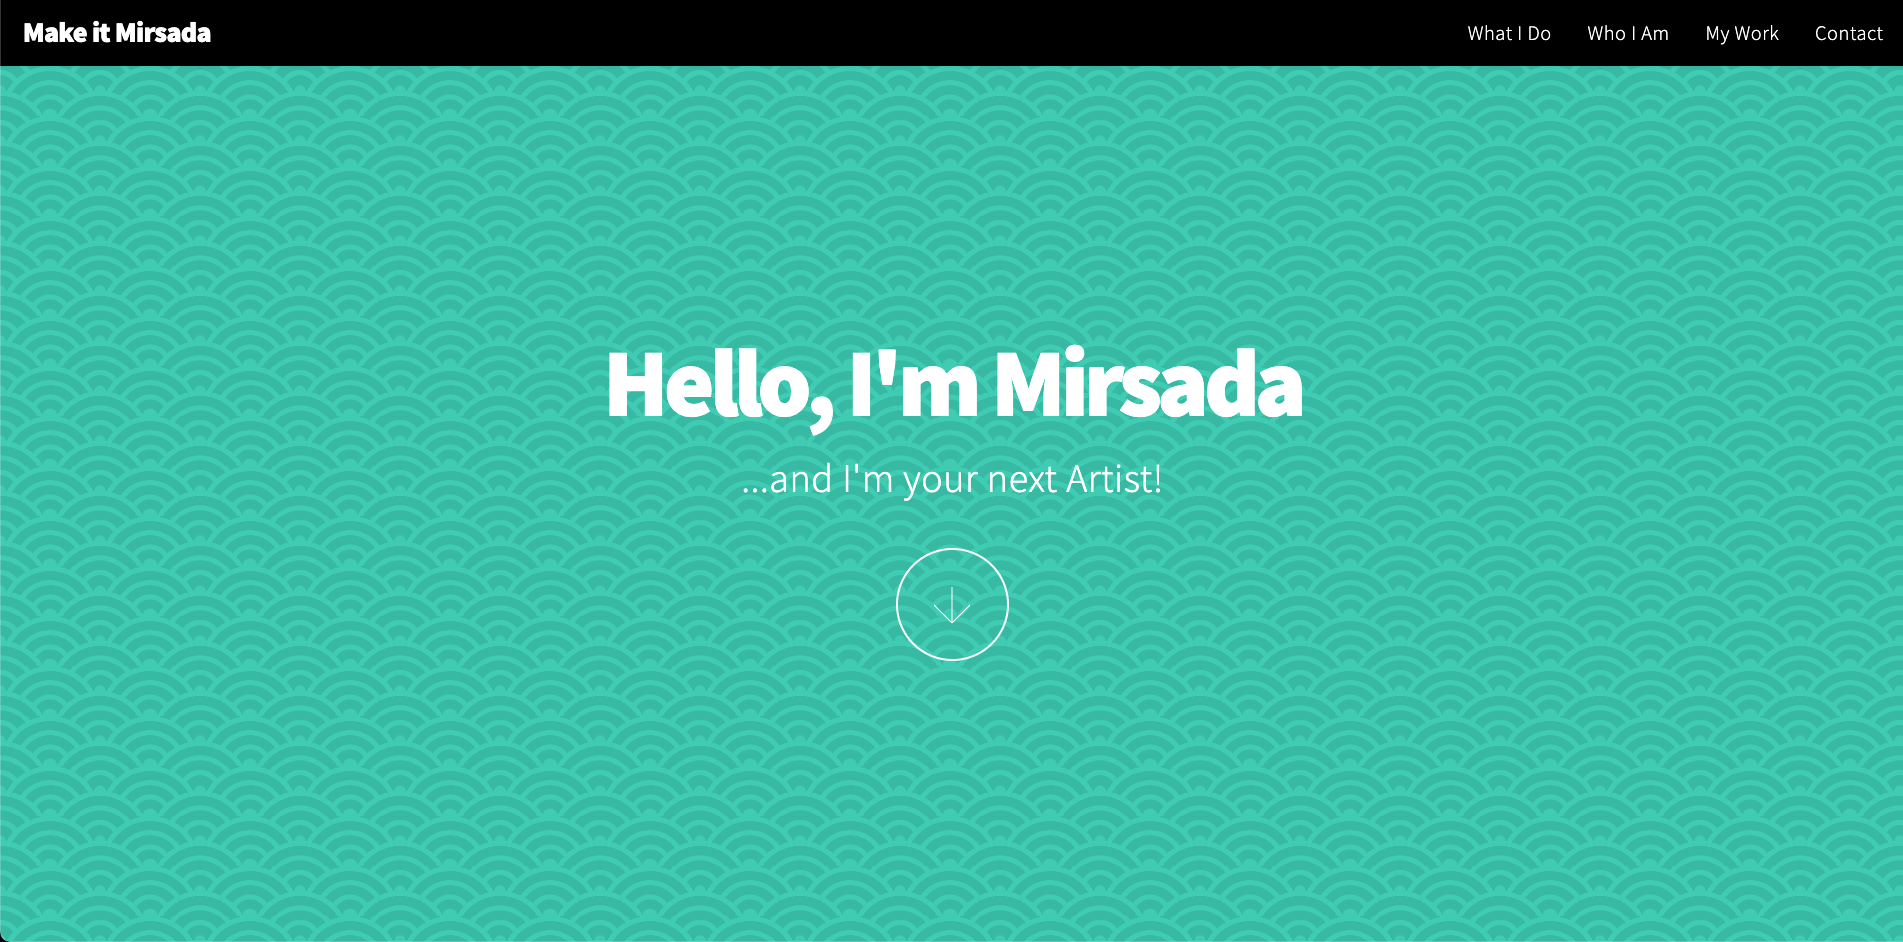 Make it Mirsada
What I Do
Who I Am
My Work
Contact
Hello, I'm Mirsada
...and I'm your next Artist!